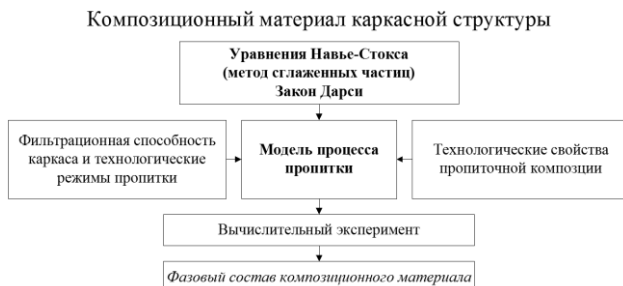 Композиционный материал каркасной структуры
Уравнения Навье-Стокса
(метод сглаженных частиц)
Закон Дарси
Фильтрационная способность
каркаса и технологические
режимы пропитки
Модель процесса
пропитки
Технологические свойства
пропиточной композзции
Вычислительный эксперимент
Фазовый состав композиционного материала